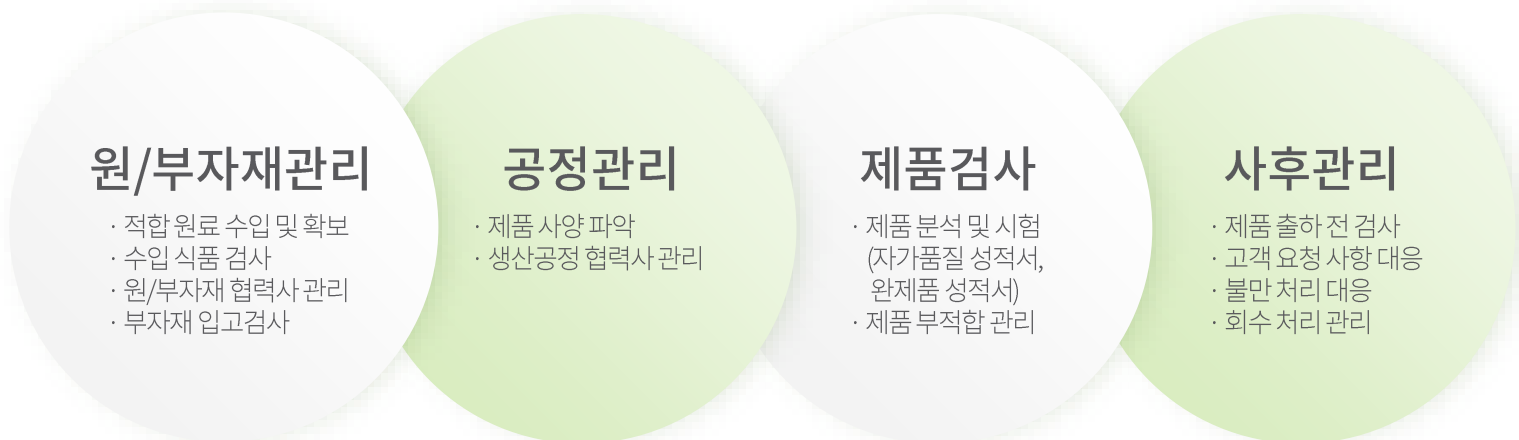 원/부자재관리
· 적합 원료 수입 및 확보
· 수입 식품 검사
· 원/부자재 협력사 관리
· 부자재 입고검사
공정관리
· 제품 사양 파악
· 생산공정 협력사 관리
제품검사
· 제품 분석 및 시험
(자가품질 성적서,
완제품 성적서)
· 제품 부적합 관리
사후관리
· 제품 출하 전 검사
· 고객 요청 사항 대응
· 불만 처리 대응
· 회수 처리 관리